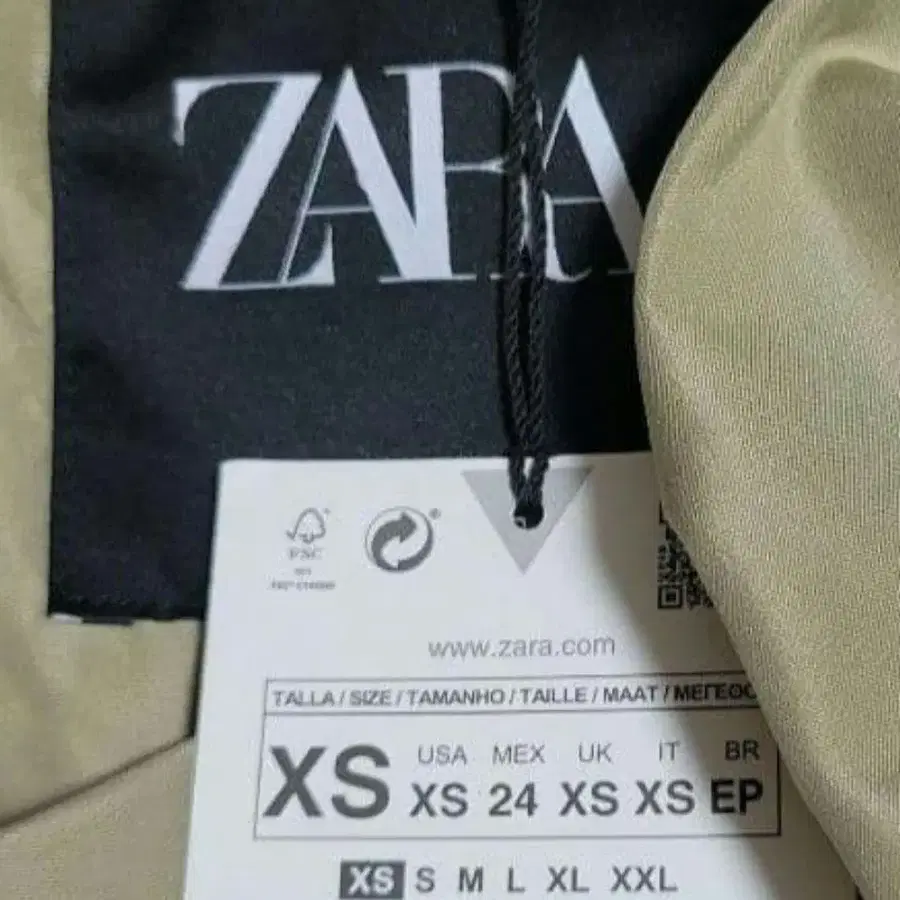 ZARA
FSC
www.zara.com
TALLA / SIZE / TAMANHO / TAILLE / MAAT / ΜΕΓΕΘΟΣ
XS
USA MEX UK IT BR
XS 24 XS XS EP
XS S M L XL XXL